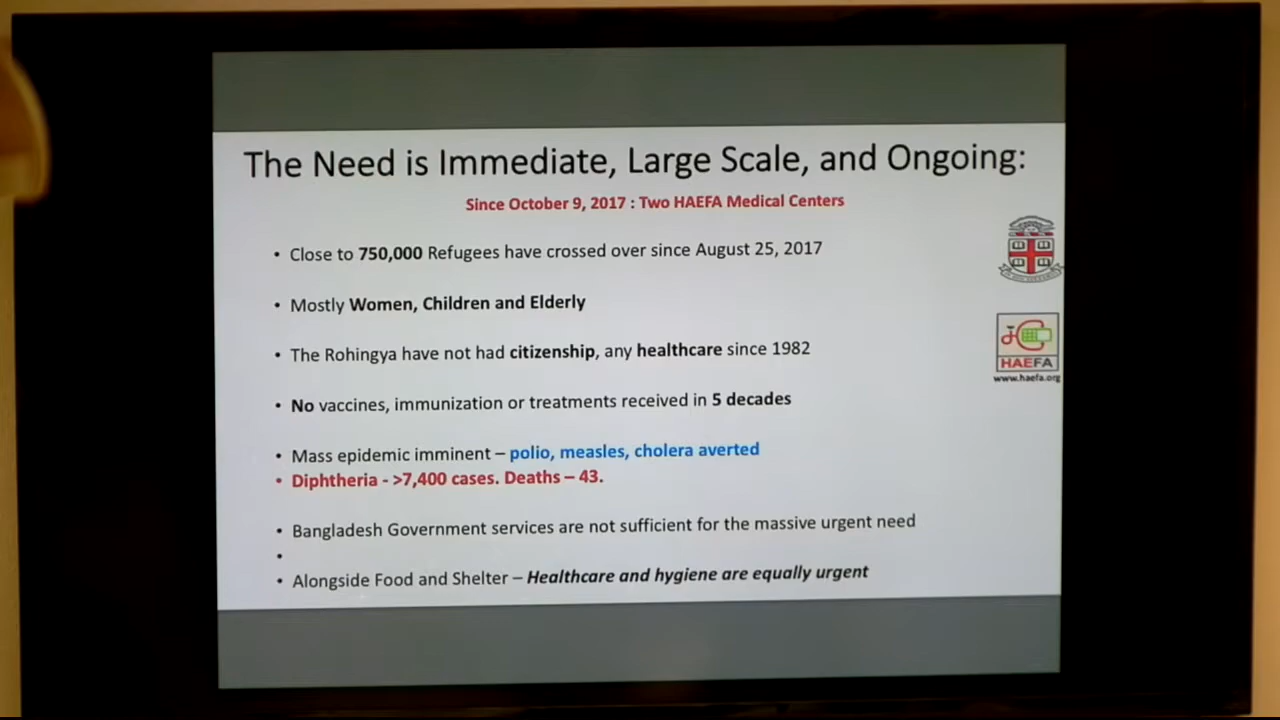 The Need is Immediate, Large Scale, and Ongoing:
Since October 9, 2017 : Two HAEFA Medical Centers
• Close to 750,000 Refugees have crossed over since August 25, 2017
• Mostly Women, Children and Elderly
• The Rohingya have not had citizenship, any healthcare since 1982
• No vaccines, immunization or treatments received in 5 decades
• Mass epidemic imminent – polio, measles, cholera averted
• Diphtheria - >7,400 cases. Deaths – 43.
• Bangladesh Government services are not sufficient for the massive urgent need
•
• Alongside Food and Shelter – Healthcare and hygiene are equally urgent
HAEFA
www.haefa.org